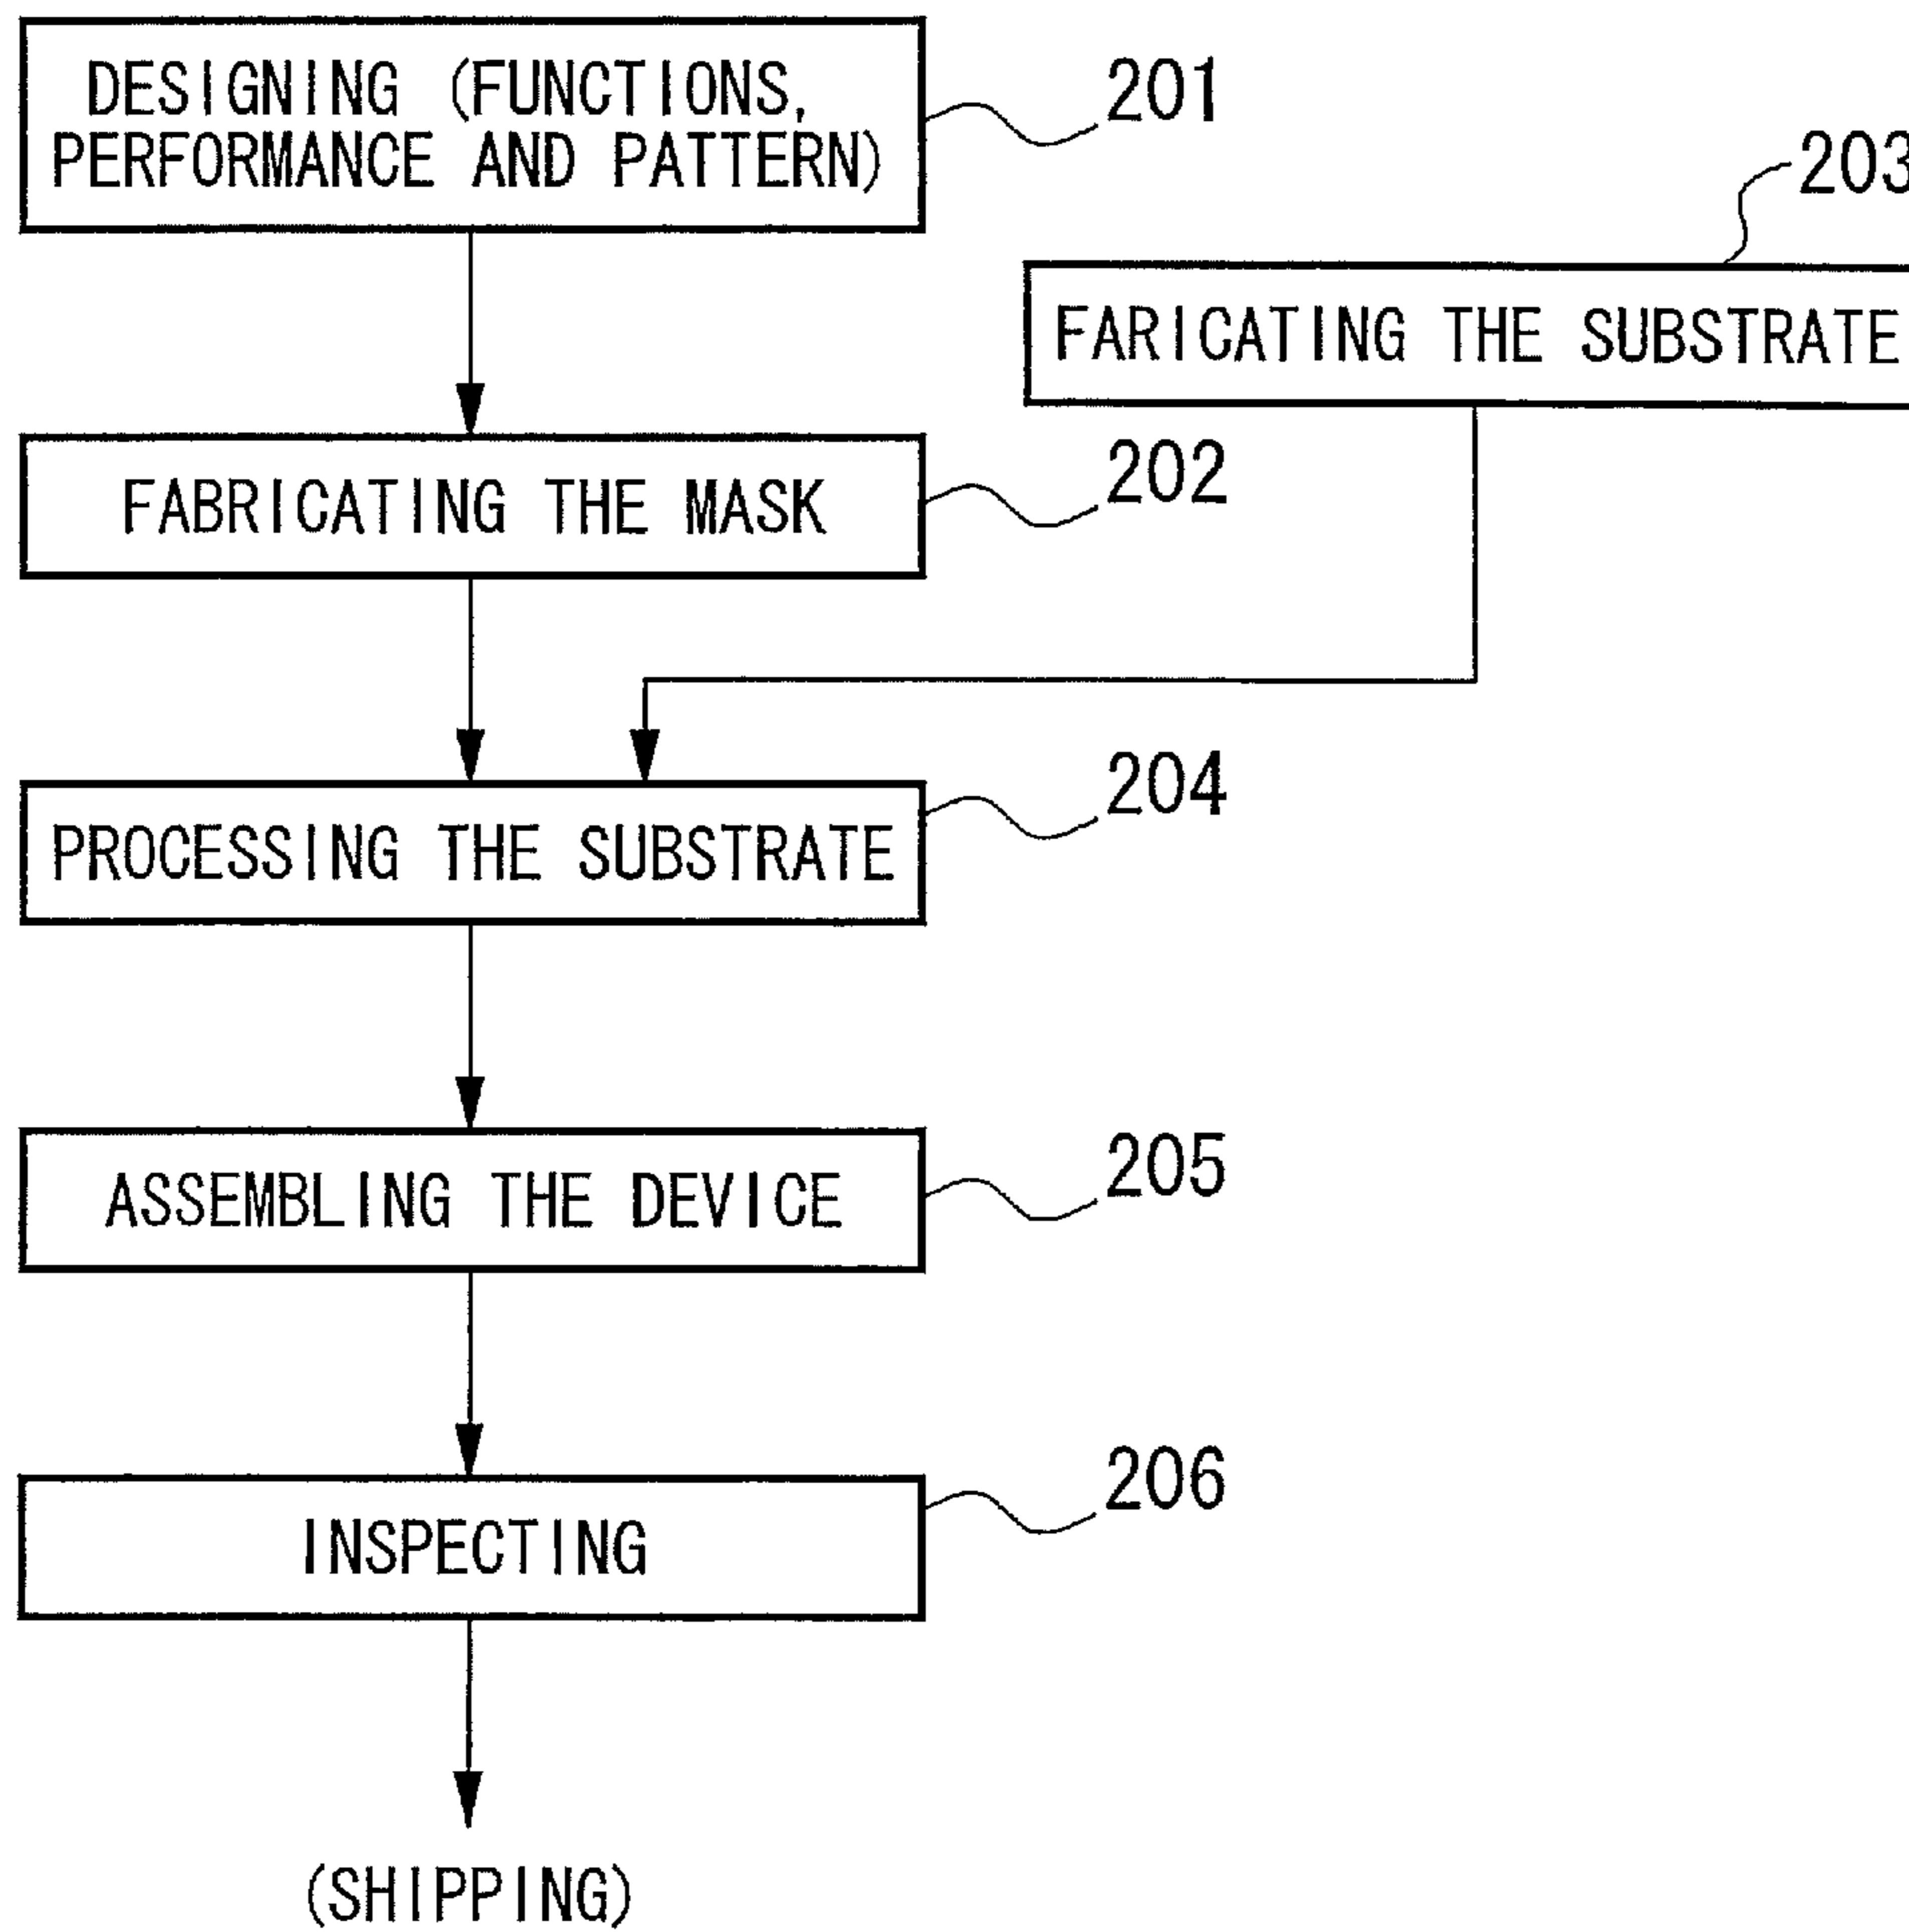 DESIGNING (FUNCTIONS,
PERFORMANCE AND PATTERN)
201
203
FARICATING THE SUBSTRATE
FABRICATING THE MASK
202
PROCESSING THE SUBSTRATE
204
ASSEMBLING THE DEVICE
205
INSPECTING
206
(SHIPPING)